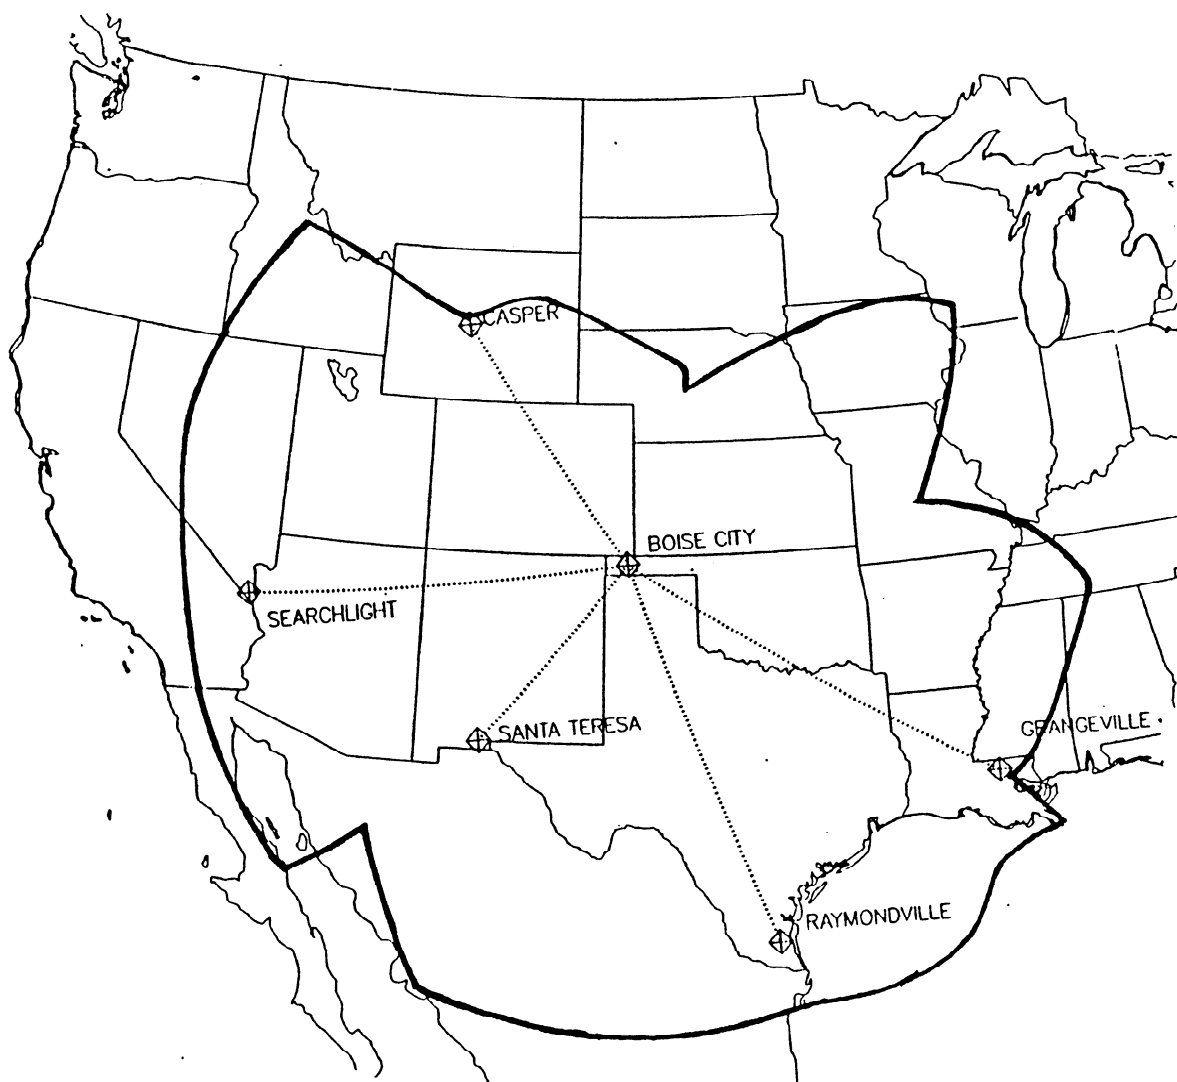 CASPER
BOISE CITY
SEARCHLIGHT
SANTA TERESA
GRANGEVILLE
RAYMONDVILLE